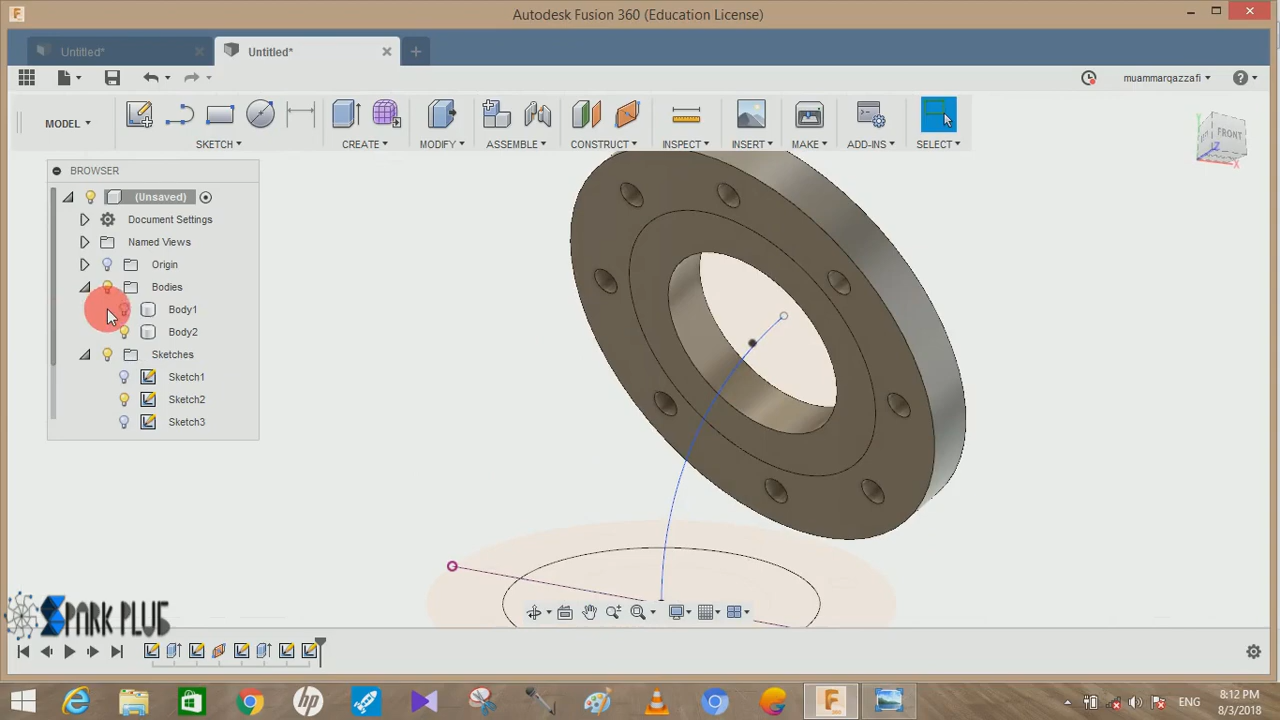 Autodesk Fusion 360 (Education License)
Untitled*
Untitled*
muammarqazzafi
MODEL
SKETCH
CREATE
MODIFY
ASSEMBLE
CONSTRUCT
INSPECT
INSERT
MAKE
ADD-INS
SELECT
FRONT
Z
X
BROWSER
(Unsaved)
Document Settings
Named Views
Origin
Bodies
Body1
Body2
Sketches
Sketch1
Sketch2
Sketch3
SPARK PLUG
ENG
8:12 PM
8/3/2018